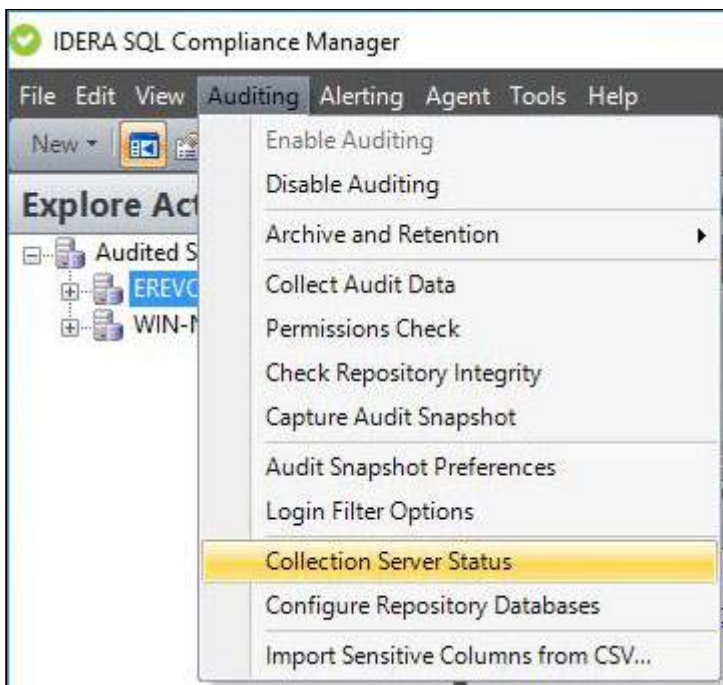 IDERA SQL Compliance Manager
File Edit View Auditing Alerting Agent Tools Help
New
Explore Act
Audited S
EREVO
WIN-
Enable Auditing
Disable Auditing
Archive and Retention
Collect Audit Data
Permissions Check
Check Repository Integrity
Capture Audit Snapshot
Audit Snapshot Preferences
Login Filter Options
Collection Server Status
Configure Repository Databases
Import Sensitive Columns from CSV...